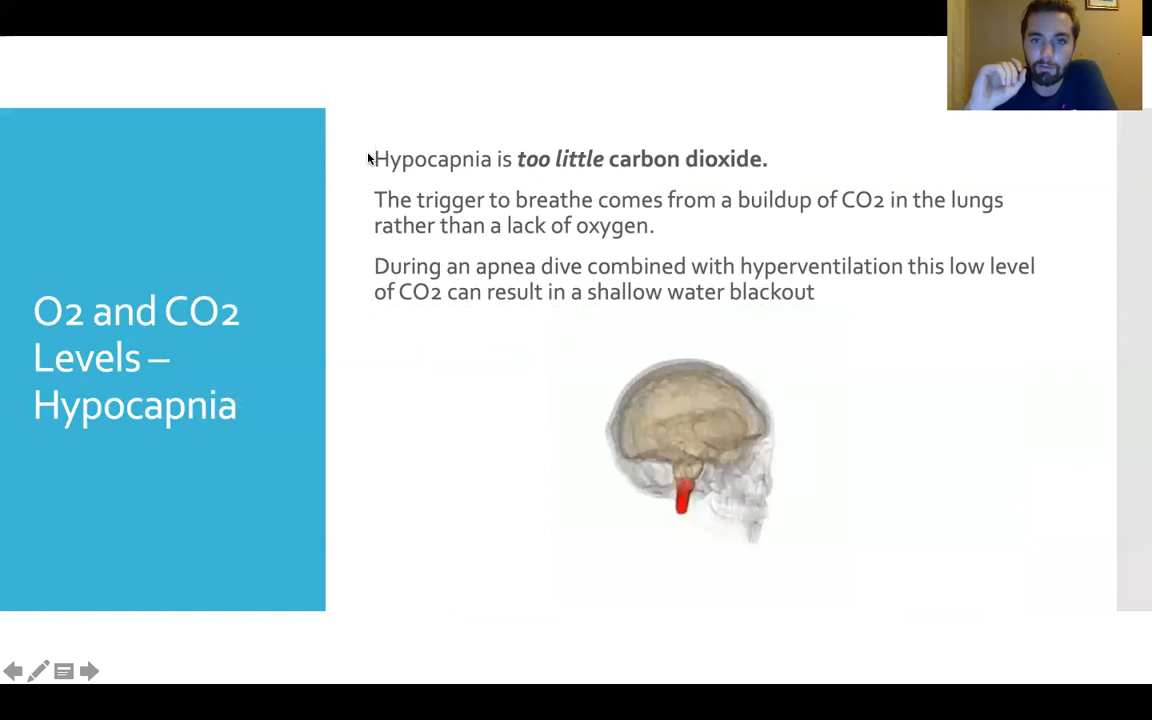 O2 and CO2
Levels –
Hypocapnia
Hypocapnia is too little carbon dioxide.
The trigger to breathe comes from a buildup of CO2 in the lungs
rather than a lack of oxygen.
During an apnea dive combined with hyperventilation this low level
of CO2 can result in a shallow water blackout